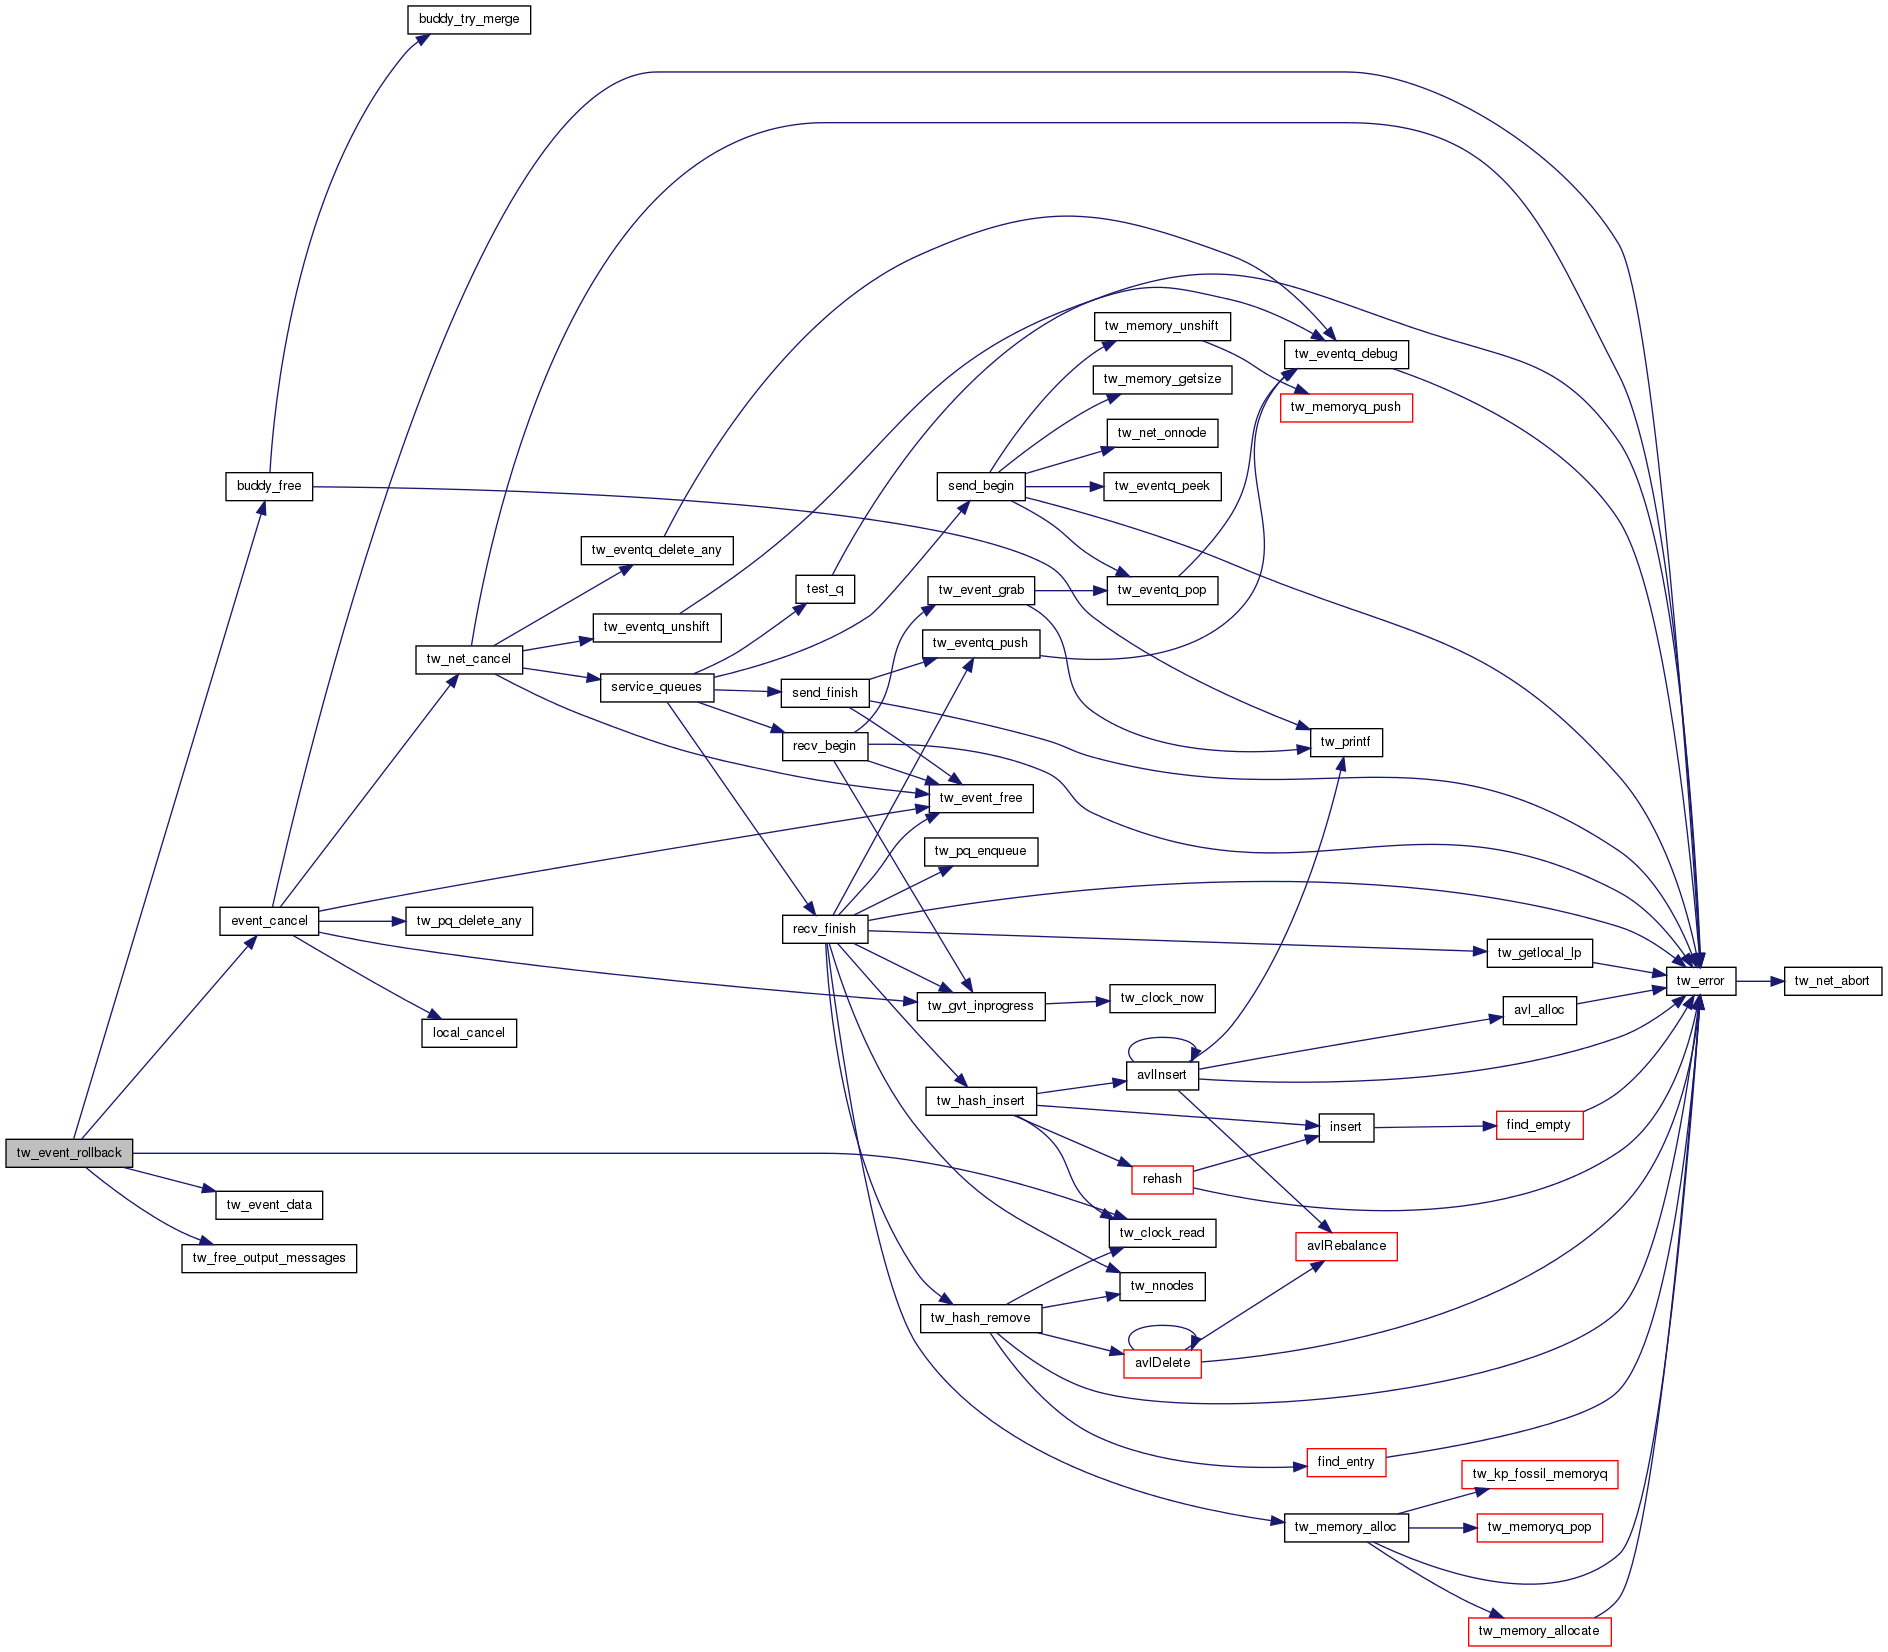 buddy_try_merge
tw_memory_unshift
tw_eventq_debug
tw_memory_getsize
tw_memoryq_push
tw_net_onnode
buddy_free
send_begin
tw_eventq_peek
tw_eventq_delete_any
test_q
tw_event_grab
tw_eventq_pop
tw_eventq_unshift
tw_eventq_push
tw_net_cancel
service_queues
send_finish
recv_begin
tw_printf
tw_event_free
tw_pq_enqueue
event_cancel
tw_pq_delete_any
recv_finish
tw_getlocal_lp
tw_error
tw_net_abort
tw_gvt_inprogress
tw_clock_now
avl_alloc
local_cancel
avlInsert
tw_hash_insert
insert
find_empty
tw_event_rollback
rehash
tw_event_data
tw_clock_read
avlRebalance
tw_free_output_messages
tw_nnodes
tw_hash_remove
avlDelete
find_entry
tw_kp_fossil_memoryq
tw_memory_alloc
tw_memoryq_pop
tw_memory_allocate